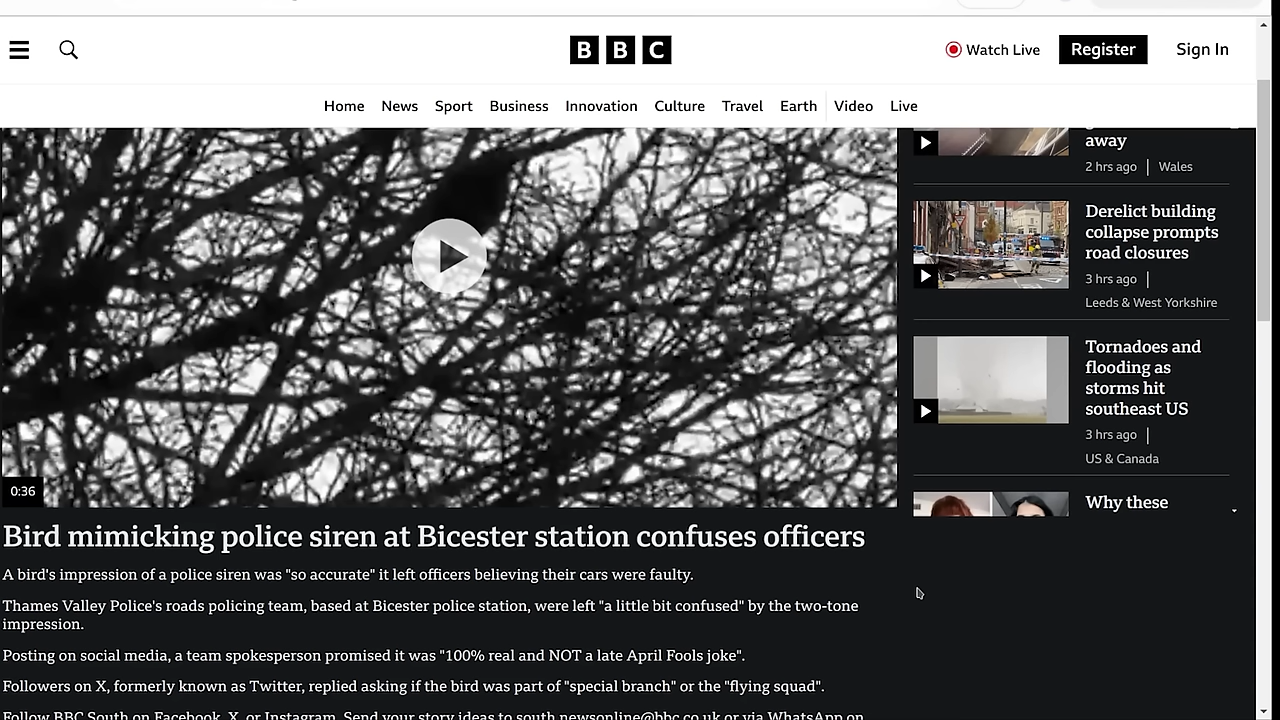 BBC
Watch Live
Register
Sign In
Home
News
Sport
Business
Innovation
Culture
Travel
Earth
Video
Live
away
2 hrs ago | Wales
Derelict building
collapse prompts
road closures
3 hrs ago |
Leeds & West Yorkshire
Tornadoes and
flooding as
storms hit
southeast US
3 hrs ago |
US & Canada
Why these
0:36
Bird mimicking police siren at Bicester station confuses officers
A bird's impression of a police siren was "so accurate" it left officers believing their cars were faulty.
Thames Valley Police's roads policing team, based at Bicester police station, were left "a little bit confused" by the two-tone
impression.
Posting on social media, a team spokesperson promised it was "100% real and NOT a late April Fools joke".
Followers on X, formerly known as Twitter, replied asking if the bird was part of "special branch" or the "flying squad".
Follow BBC South on Facebook, X, or Instagram. Send your story ideas to south.newsonline@bbc.co.uk or via WhatsApp on